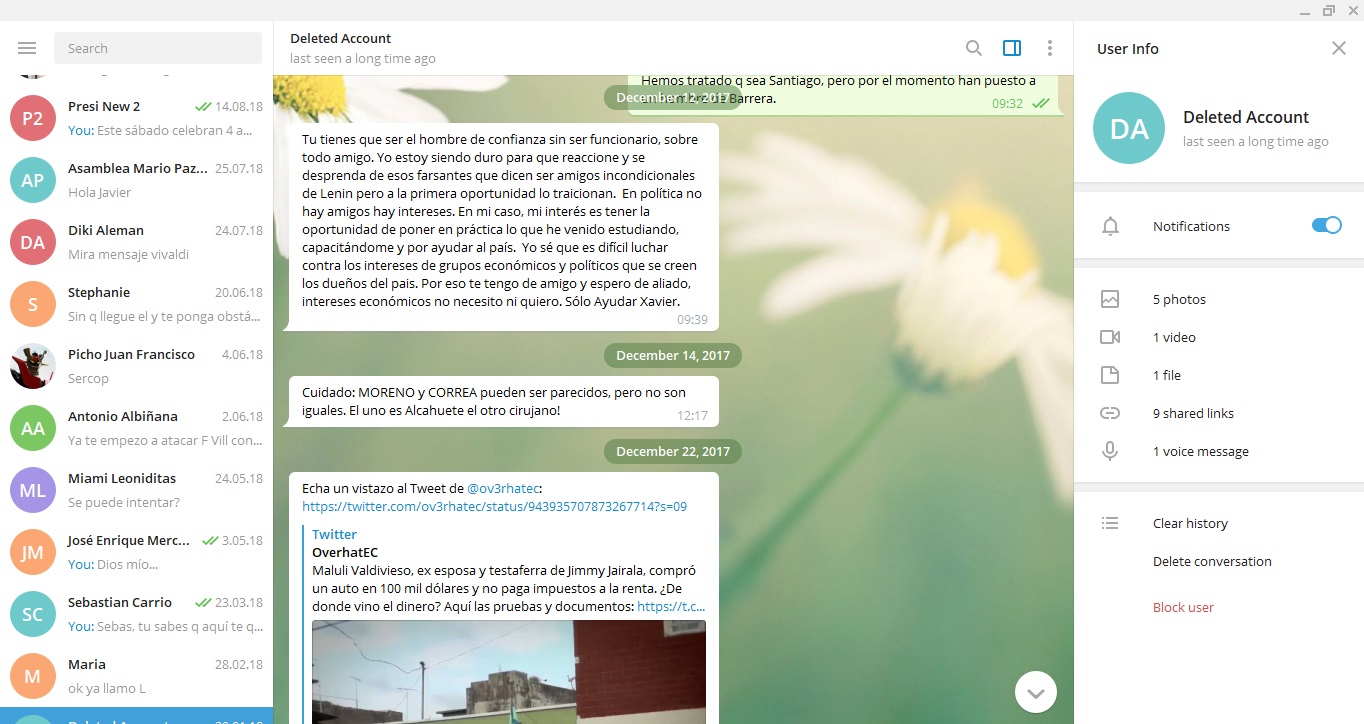 Search
Presi New 2
14.08.18
You: Este sábado celebran 4 a...
P2
Asamblea Mario Paz...
25.07.18
Hola Javier
AP
Diki Aleman
24.07.18
Mira mensaje vivaldi
DA
Stephanie
20.06.18
Sin q llegue el y te ponga obstá...
S
Picho Juan Francisco
4.06.18
Sercop
Antonio Albiñana
2.06.18
Ya te empezo a atacar F Vill con...
AA
Miami Leoniditas
24.05.18
Se puede intentar?
ML
José Enrique Merc...
3.05.18
You: Dios mío...
JM
Sebastian Carrio
23.03.18
You: Sebas, tu sabes q aquí te q...
SC
Maria
28.02.18
ok ya llamo L
M
Deleted Account
Deleted Account
last seen a long time ago
Hemos tratado q sea Santiago, pero por el momento han puesto a
Barrera.
09:32
December 12, 2017
Tu tienes que ser el hombre de confianza sin ser funcionario, sobre
todo amigo. Yo estoy siendo duro para que reaccione y se
desprenda de esos farsantes que dicen ser amigos incondicionales
de Lenin pero a la primera oportunidad lo traicionan.  En política no
hay amigos hay intereses. En mi caso, mi interés es tener la
oportunidad de poner en práctica lo que he venido estudiando,
capacitándome y por ayudar al país.  Yo sé que es difícil luchar
contra los intereses de grupos económicos y políticos que se creen
los dueños del pais. Por eso te tengo de amigo y espero de aliado,
intereses económicos no necesito ni quiero. Sólo Ayudar Xavier.
09:39
December 14, 2017
Cuidado: MORENO y CORREA pueden ser parecidos, pero no son
iguales. El uno es Alcahuete el otro cirujano!
12:17
December 22, 2017
Echa un vistazo al Tweet de @ov3rhatec:
https://twitter.com/ov3rhatec/status/943935707873267714?s=09
Twitter
OverhatEC
Maluli Valdivieso, ex esposa y testaferra de Jimmy Jairala, compró
un auto en 100 mil dólares y no paga impuestos a la renta. ¿De
donde vino el dinero? Aquí las pruebas y documentos: https://t.c...
User Info
DA
Deleted Account
last seen a long time ago
Notifications
5 photos
1 video
1 file
9 shared links
1 voice message
Clear history
Delete conversation
Block user